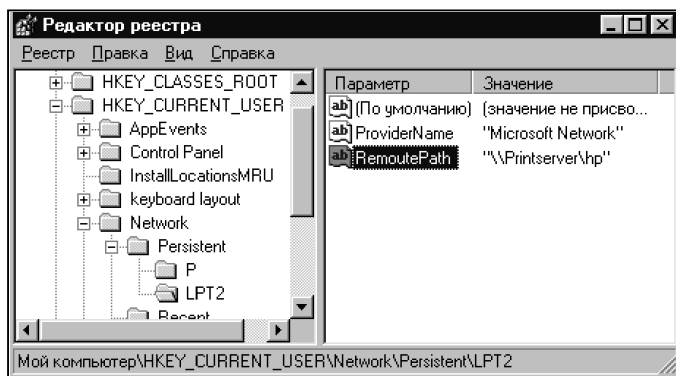 Редактор реестра
Реестр Правка Вид Справка
HKEY_CLASSES_ROOT
HKEY_CURRENT_USER
AppEvents
Control Panel
InstallLocationsMRU
keyboard layout
Network
Persistent
P
LPT2
Recent
Параметр Значение
(По умолчанию) (значение не присво...
ProviderName "Microsoft Network"
RemoutePath "\\Printserver\hp"
Мой компьютер\HKEY_CURRENT_USER\Network\Persistent\LPT2